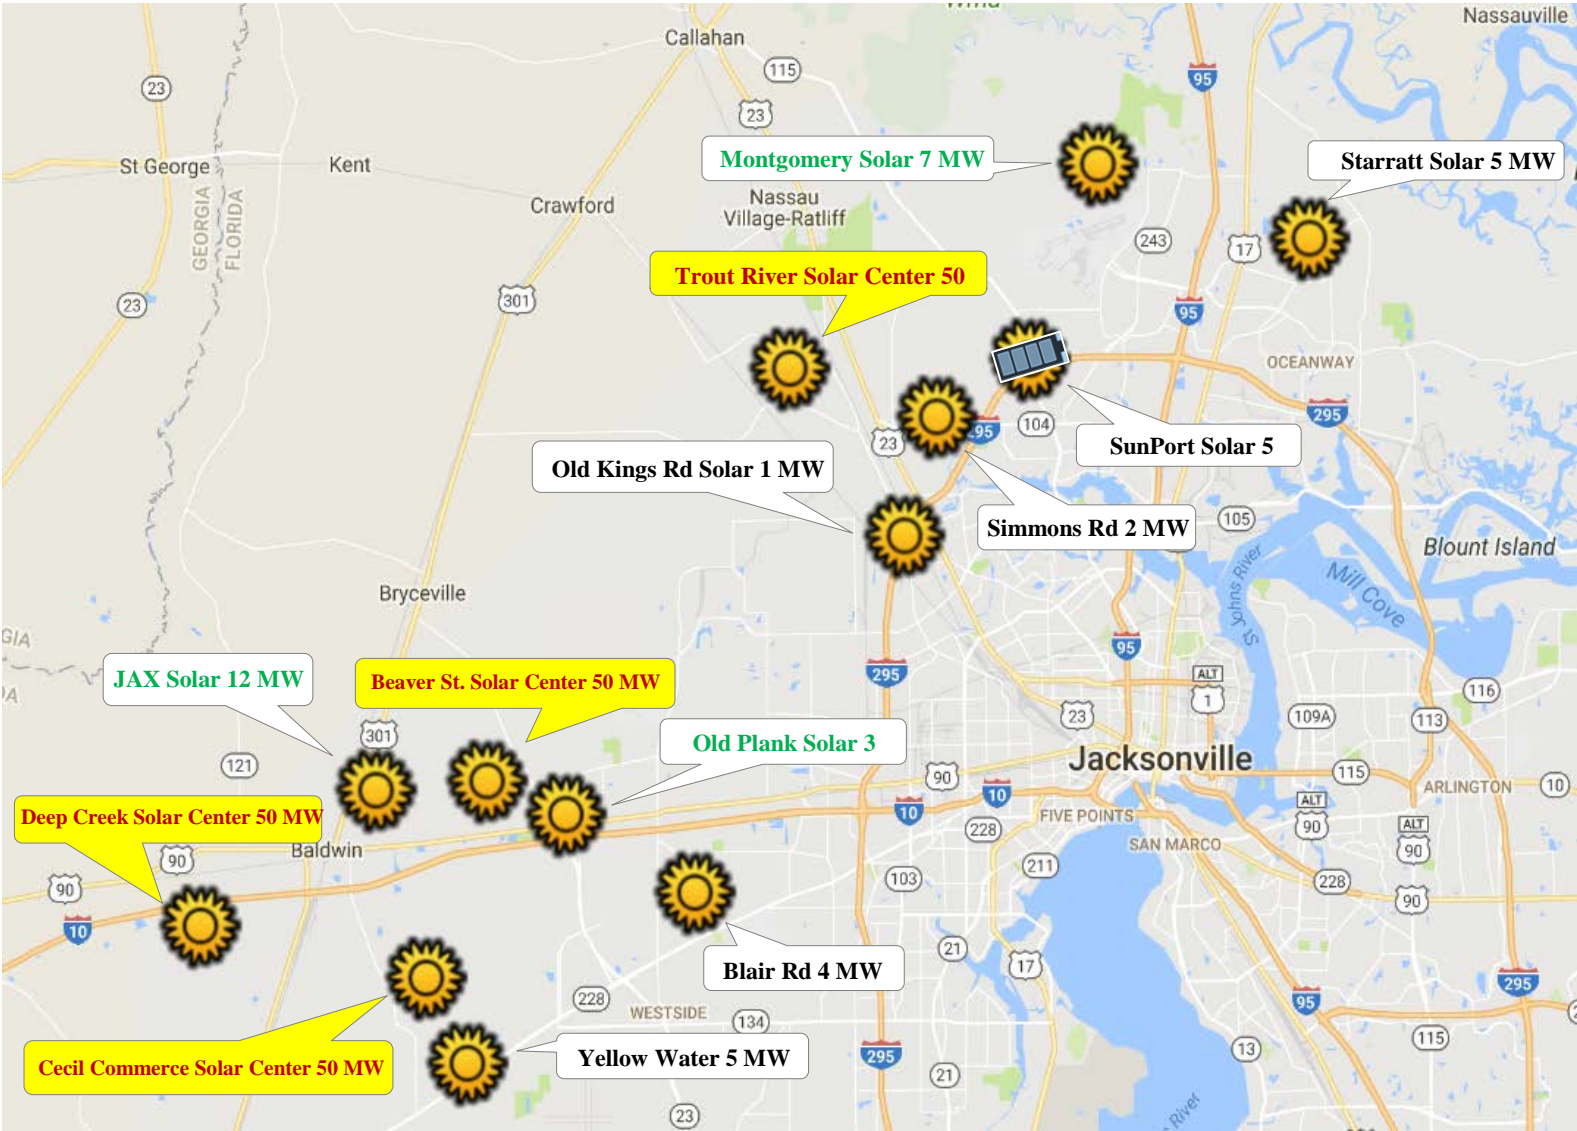 Nassauville
Callahan
115
95
23
23
Montgomery Solar 7 MW
Starratt Solar 5 MW
St George
Kent
Nassau
Village-Ratliff
Crawford
GEORGIA
FLORIDA
243
17
Trout River Solar Center 50
301
23
95
OCEANWAY
295
104
295
23
SunPort Solar 5
Old Kings Rd Solar 1 MW
Simmons Rd 2 MW
105
Blount Island
Mill Cove
St Johns River
Bryceville
95
JAX Solar 12 MW
Beaver St. Solar Center 50 MW
295
ALT
1
116
23
109A
113
301
Old Plank Solar 3
Jacksonville
121
90
115
ARLINGTON
10
10
10
Deep Creek Solar Center 50 MW
FIVE POINTS
228
ALT
90
ALT
90
SAN MARCO
Baldwin
90
90
103
211
228
90
10
21
17
Blair Rd 4 MW
295
95
228
WESTSIDE
134
115
Yellow Water 5 MW
295
13
Cecil Commerce Solar Center 50 MW
21
23
River